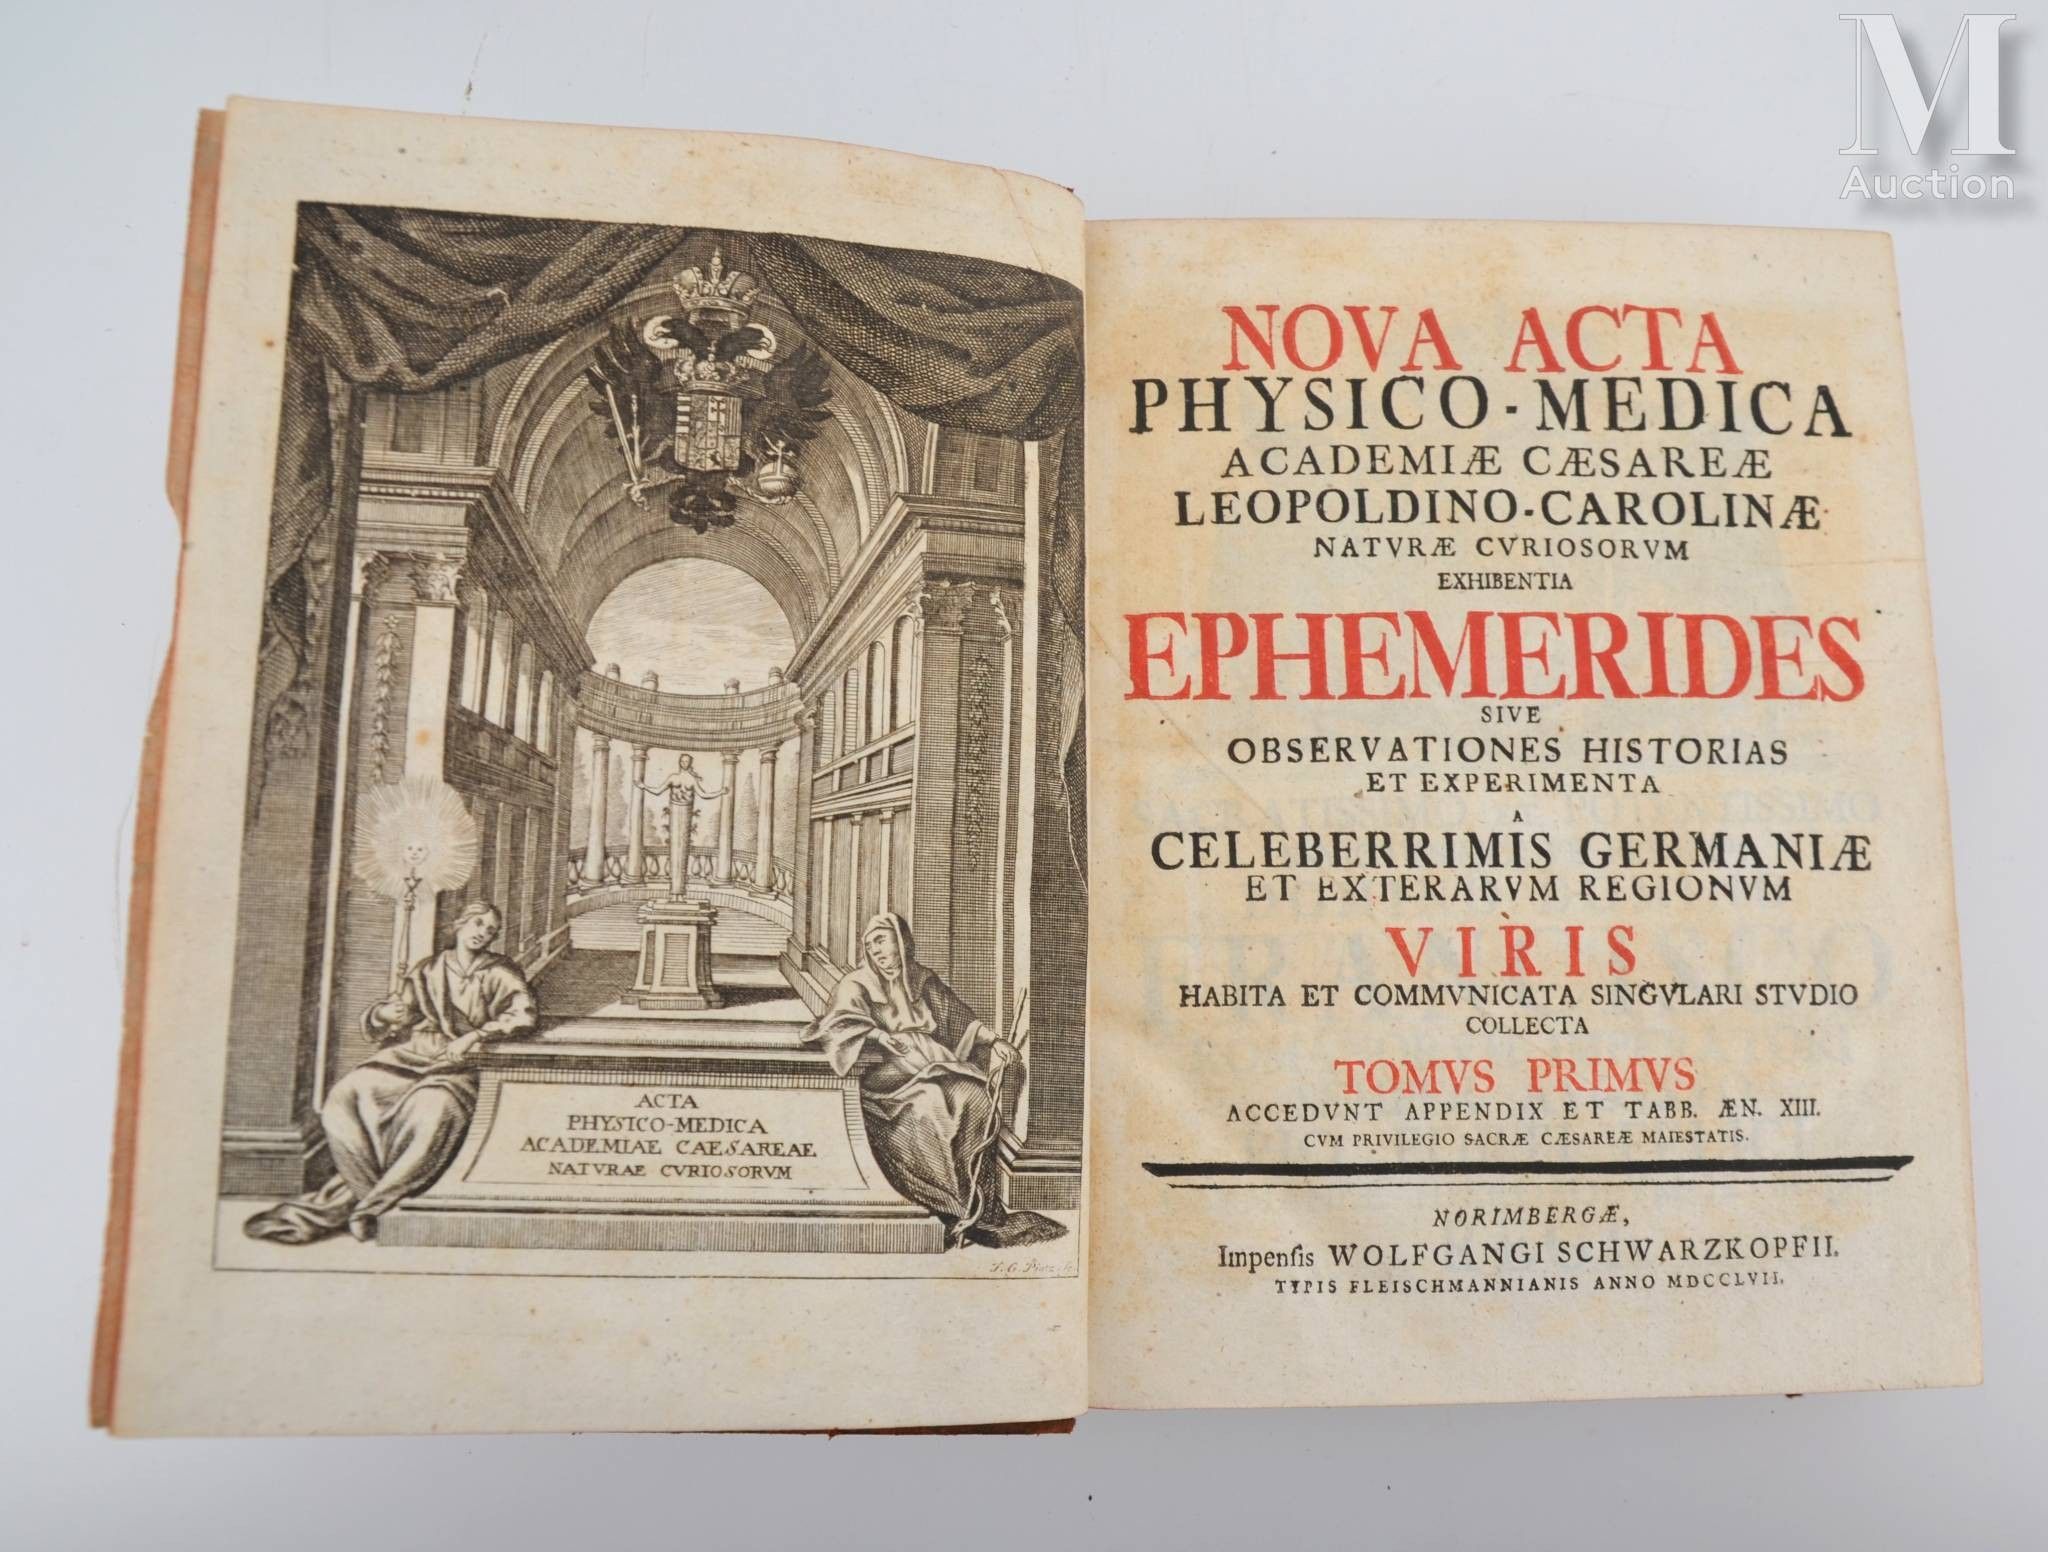 M
Auction
ACTA
PHYSICO-MEDICA
ACADEMIAE CAESAREAE
NATVRAE CVRIOSORVM
NOVA ACTA
PHYSICO-MEDICA
ACADEMIÆ CÆSAREÆ
LEOPOLDINO-CAROLINÆ
NATVRÆ CVRIOSORVM
EXHIBENTIA
EPHEMERIDES
SIVE
OBSERVATIONES HISTORIAS
ET EXPERIMENTA
A
CELEBERRIMIS GERMANIÆ
ET EXTERARVM REGIONVM
VIRIS
HABITA ET COMMVNICATA SINGVLARI STVDIO
COLLECTA
TOMVS PRIMVS
ACCEDVNT APPENDIX ET TABB. ÆN. XIII.
CVM PRIVILEGIO SACRÆ CÆSAREÆ MAIESTATIS.
NORIMBERGÆ,
Impensis WOLFGANGI SCHWARZKOPFII.
TYPIS FLEISCHMANNIANIS ANNO MDCCLVII.